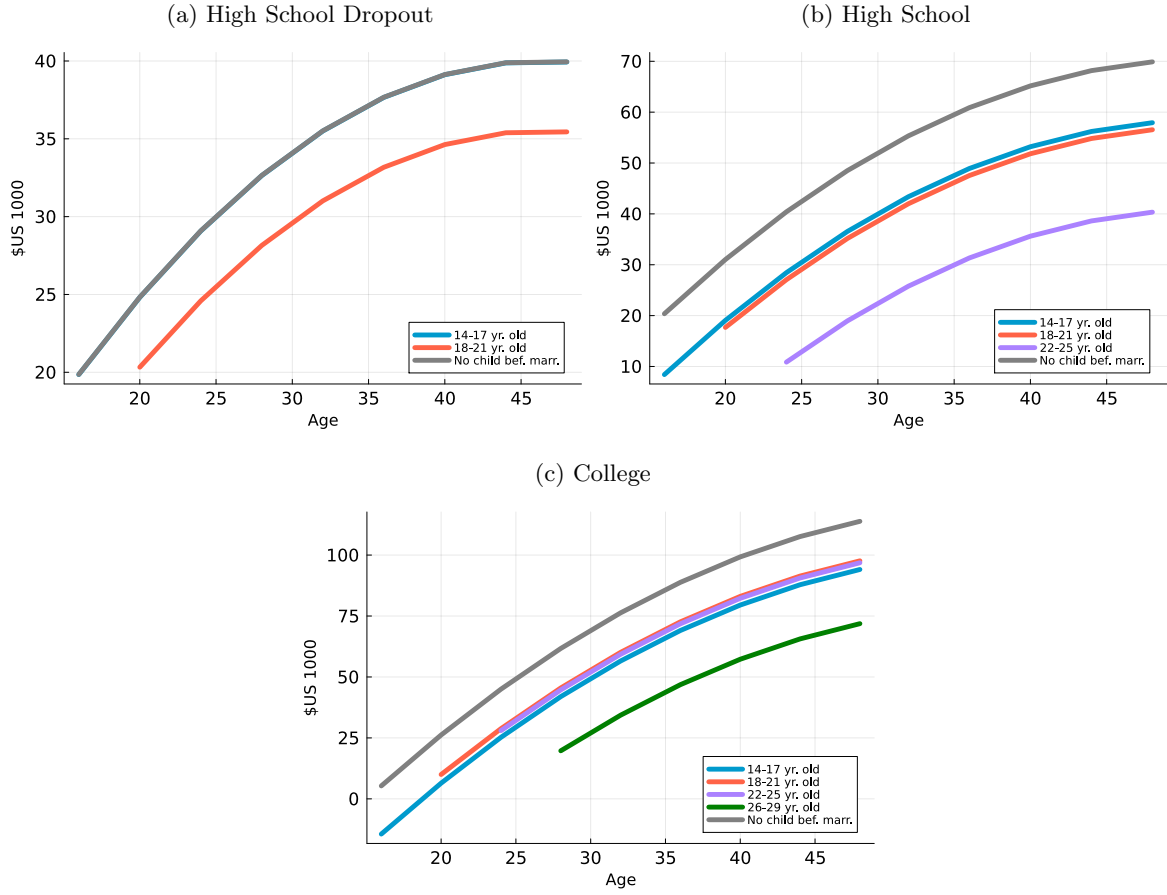 (a) High School Dropout
40
35
30
25
20
$US 1000
20 25 30 35 40 45
Age
14–17 yr. old
18–21 yr. old
No child bef. marr.
(b) High School
70
60
50
40
30
20
10
$US 1000
20 25 30 35 40 45
Age
14–17 yr. old
18–21 yr. old
22–25 yr. old
No child bef. marr.
(c) College
100
75
50
25
0
$US 1000
20 25 30 35 40 45
Age
14–17 yr. old
18–21 yr. old
22–25 yr. old
26–29 yr. old
No child bef. marr.